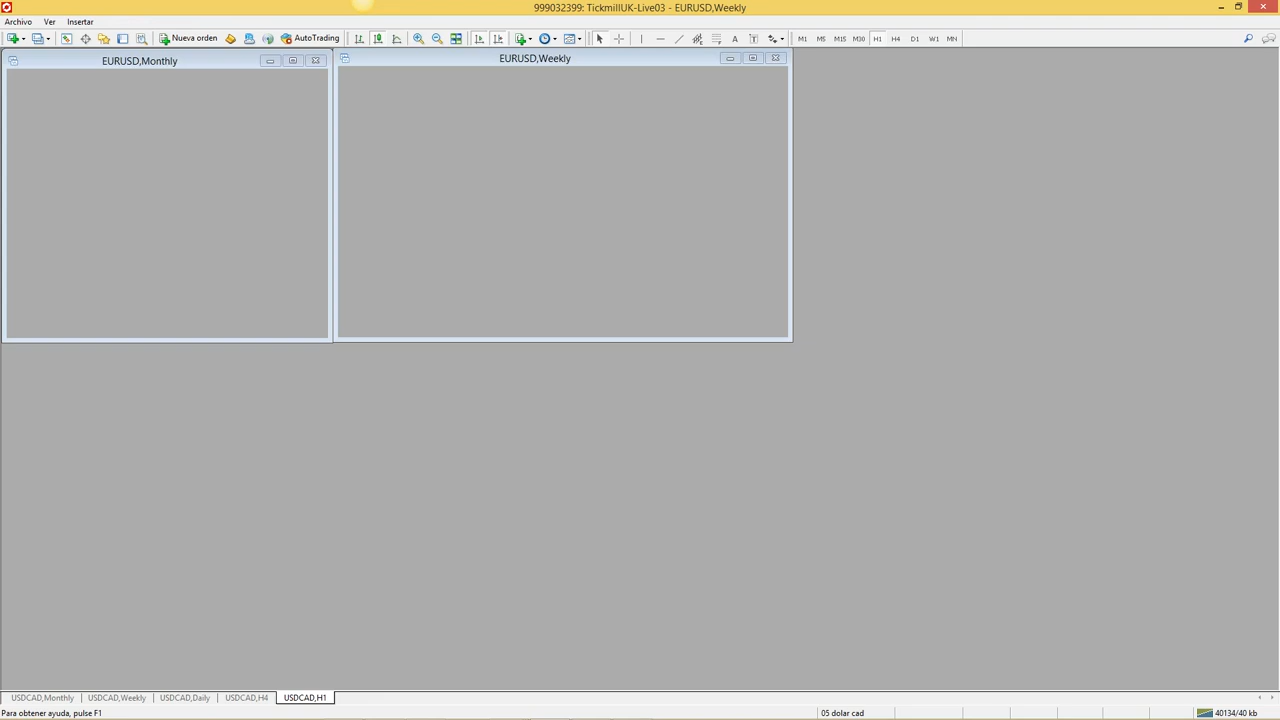 999032399: TickmillUK-Live03 - EURUSD,Weekly
Archivo Ver Insertar
Nueva orden AutoTrading A T M1 M5 M15 M30 H1 H4 D1 W1 MN
EURUSD,Monthly
EURUSD,Weekly
USDCAD,Monthly USDCAD,Weekly USDCAD,Daily USDCAD,H4 USDCAD,H1
Para obtener ayuda, pulse F1 05 dolar cad 40134/40 kb